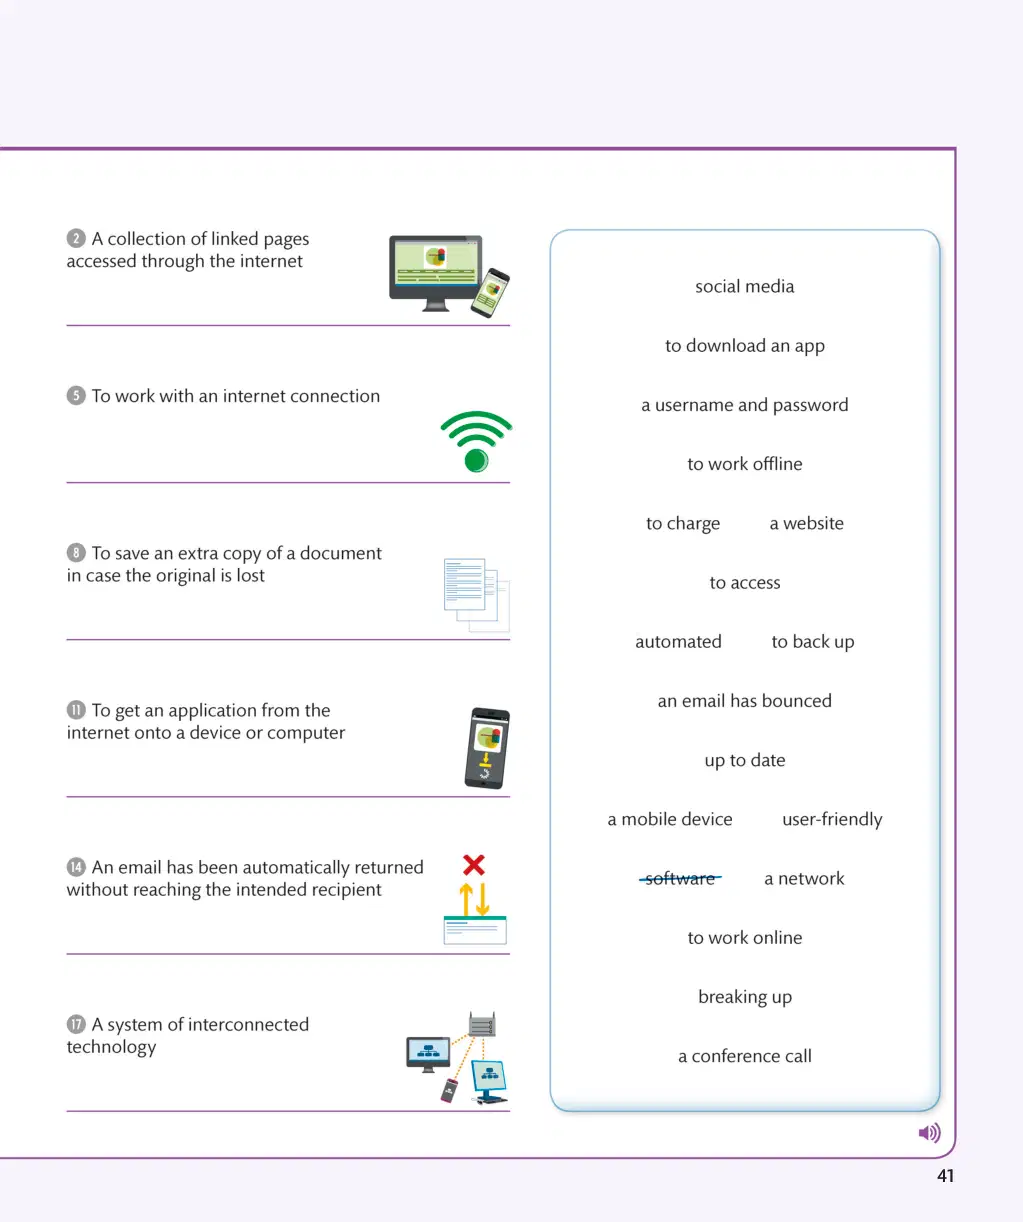 2 A collection of linked pages
accessed through the internet
5 To work with an internet connection
8 To save an extra copy of a document
in case the original is lost
11 To get an application from the
internet onto a device or computer
14 An email has been automatically returned
without reaching the intended recipient
17 A system of interconnected
technology
social media
to download an app
a username and password
to work offline
to charge a website
to access
automated to back up
an email has bounced
up to date
a mobile device user-friendly
software a network
to work online
breaking up
a conference call
41